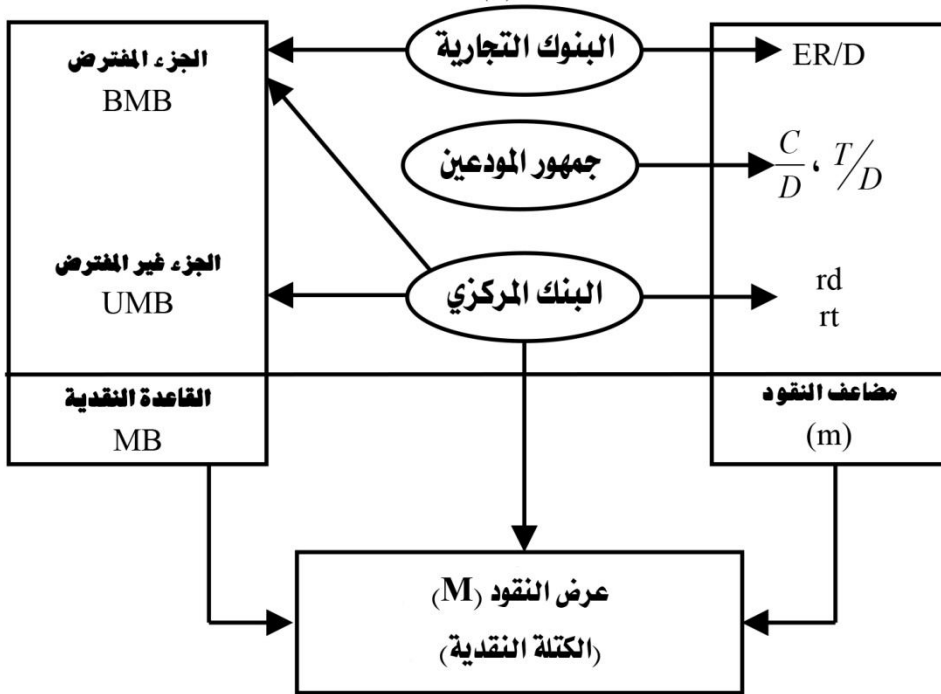 البنوك التجارية
الجزء المفترض
BMB
ER/D
جمهور المودعين
C/D ، T/D
الجزء غير المفترض
UMB
البنك المركزي
rd
rt
القاعدة النقدية
MB
مضاعف النقود
(m)
عرض النقود (M)
(الكتلة النقدية)